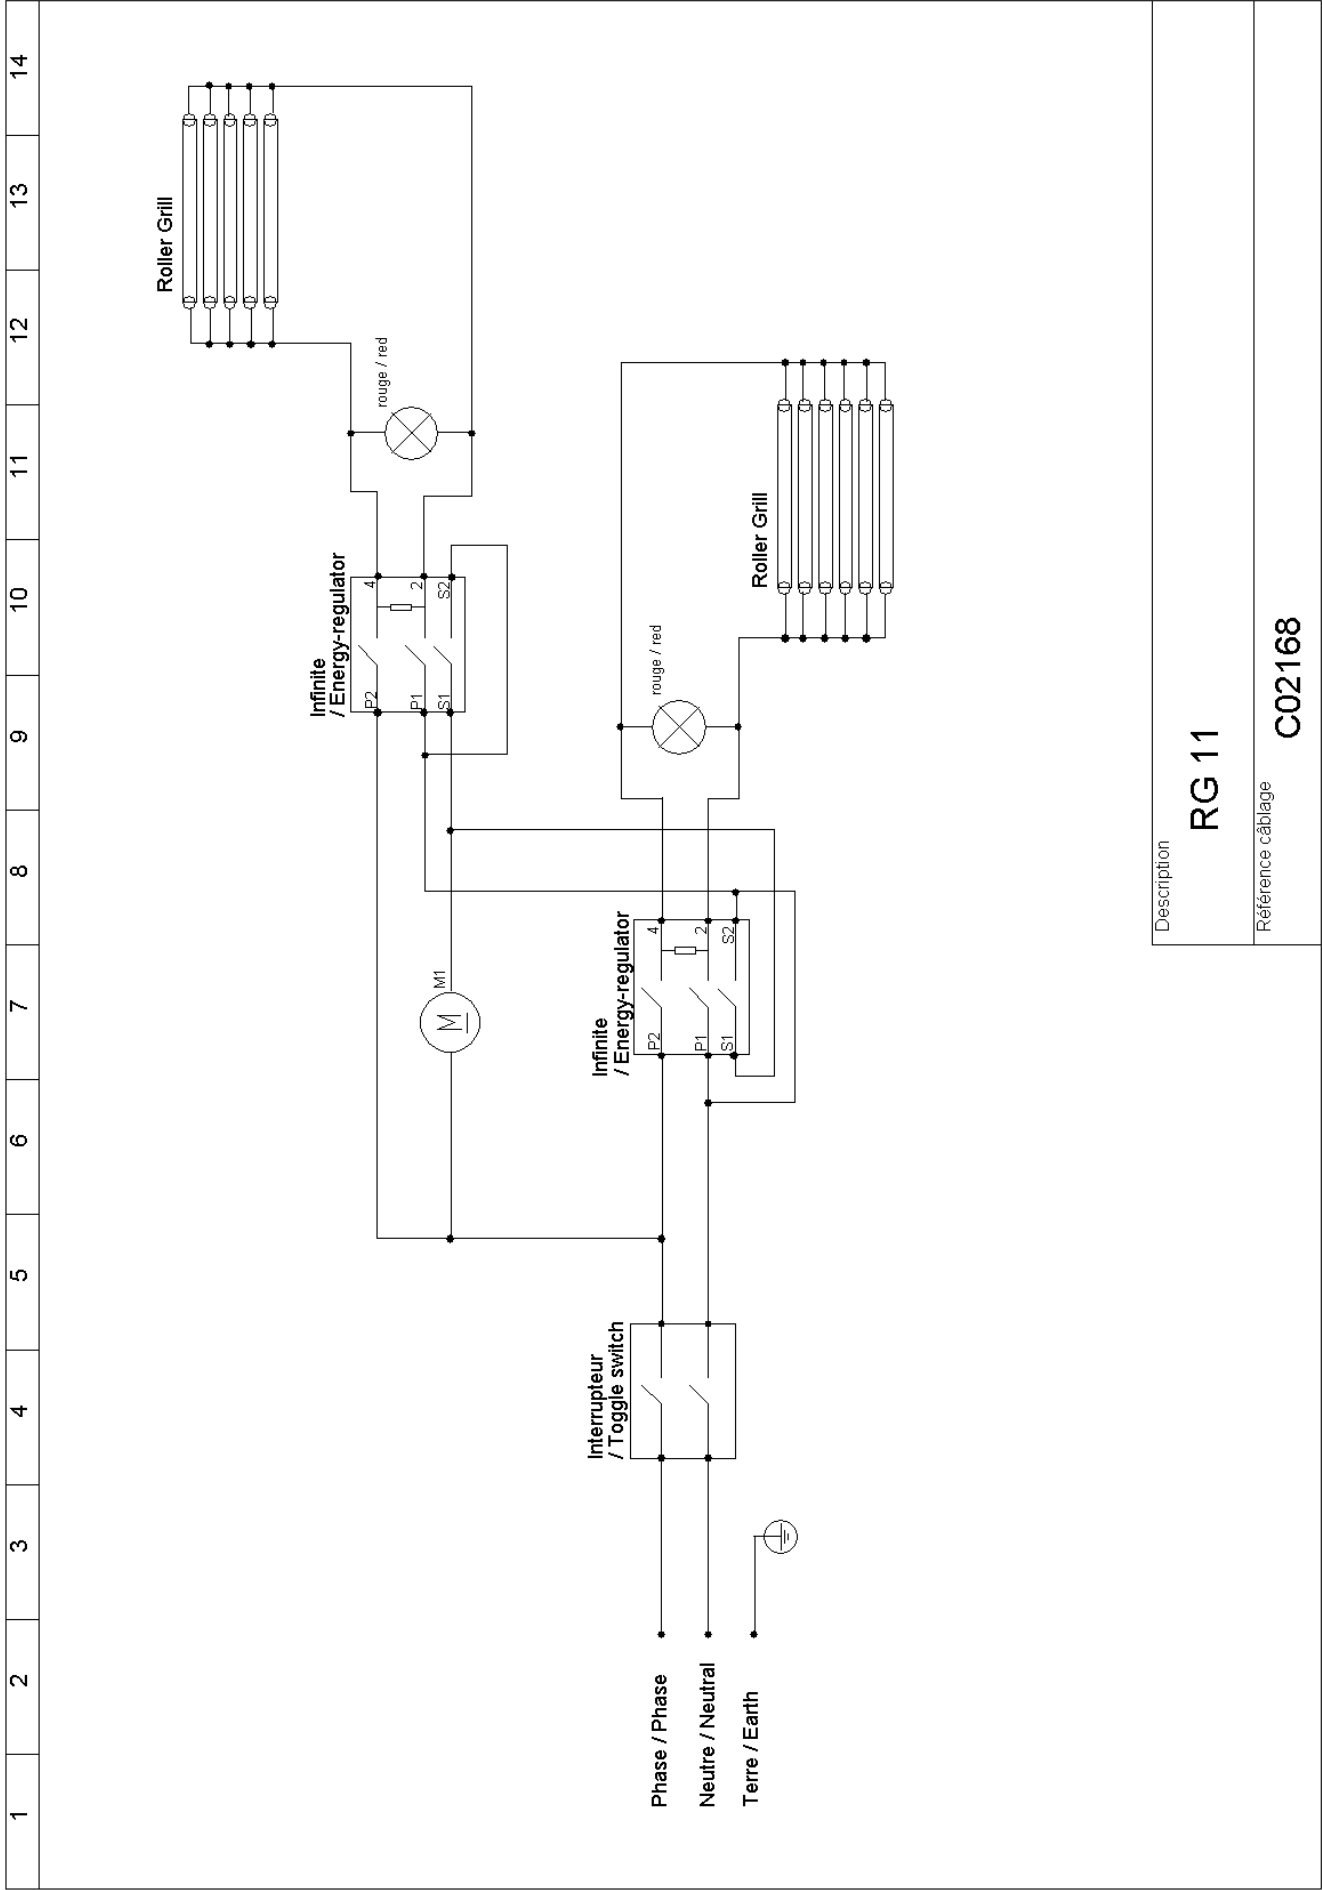 1
2
3
4
5
6
7
8
9
10
11
12
13
14
Roller Grill
rouge / red
Infinite
/ Energy-regulator
P2
P1
S1
4
2
S2
M1
M
rouge / red
Roller Grill
Infinite
/ Energy-regulator
P2
P1
S1
4
2
S2
Interrupteur
/ Toggle switch
Phase / Phase
Neutre / Neutral
Terre / Earth
Description
RG 11
Référence câblage
C02168